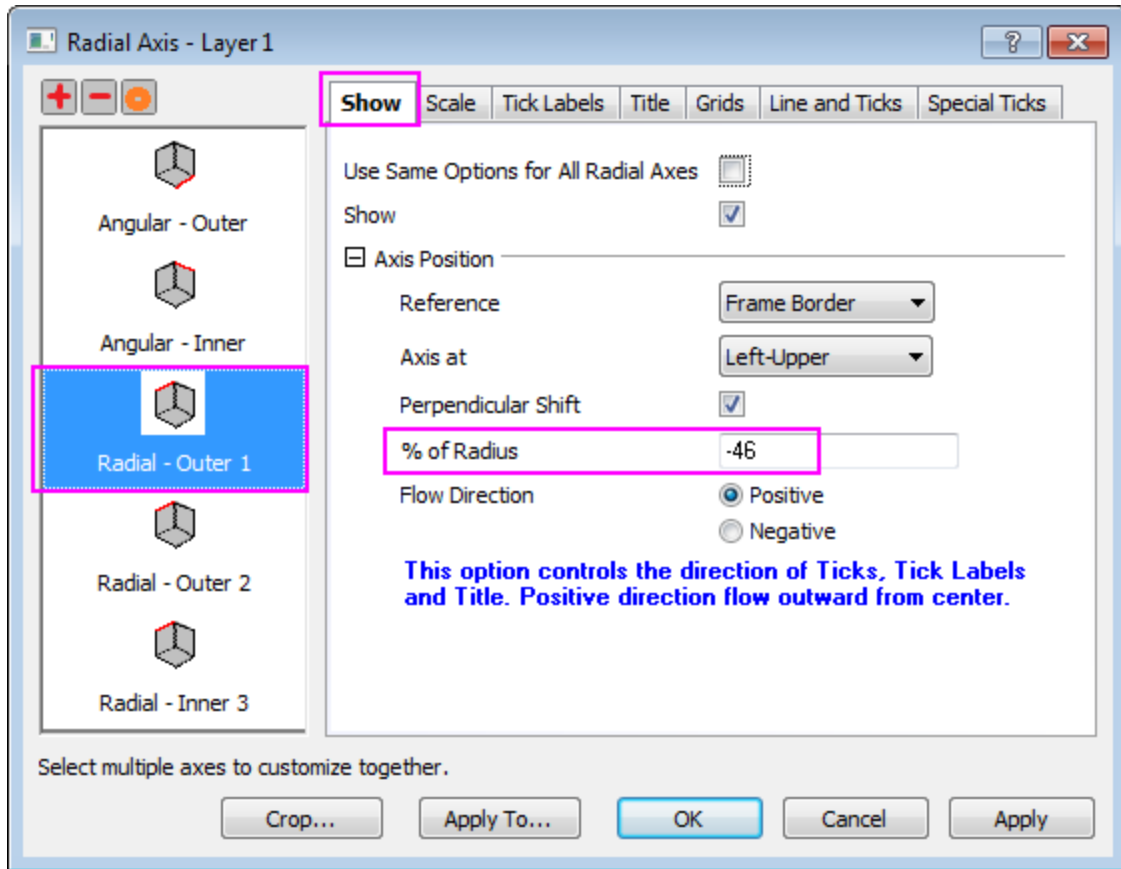 Radial Axis - Layer 1
Show Scale Tick Labels Title Grids Line and Ticks Special Ticks
Angular - Outer
Angular - Inner
Radial - Outer 1
Radial - Outer 2
Radial - Inner 3
Use Same Options for All Radial Axes
Show
Axis Position
Reference Frame Border
Axis at Left-Upper
Perpendicular Shift
% of Radius -46
Flow Direction Positive
Negative
This option controls the direction of Ticks, Tick Labels
and Title. Positive direction flow outward from center.
Select multiple axes to customize together.
Crop... Apply To... OK Cancel Apply